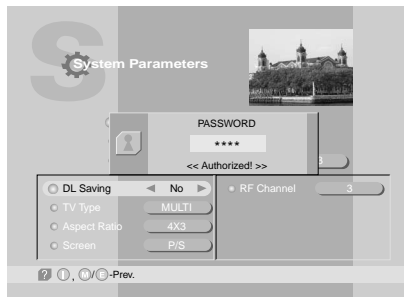 System Parameters
PASSWORD
****
<< Authorized! >>
3
DL Saving
No
RF Channel
3
TV Type
MULTI
Aspect Ratio
4X3
Screen
P/S
? I, M/E-Prev.